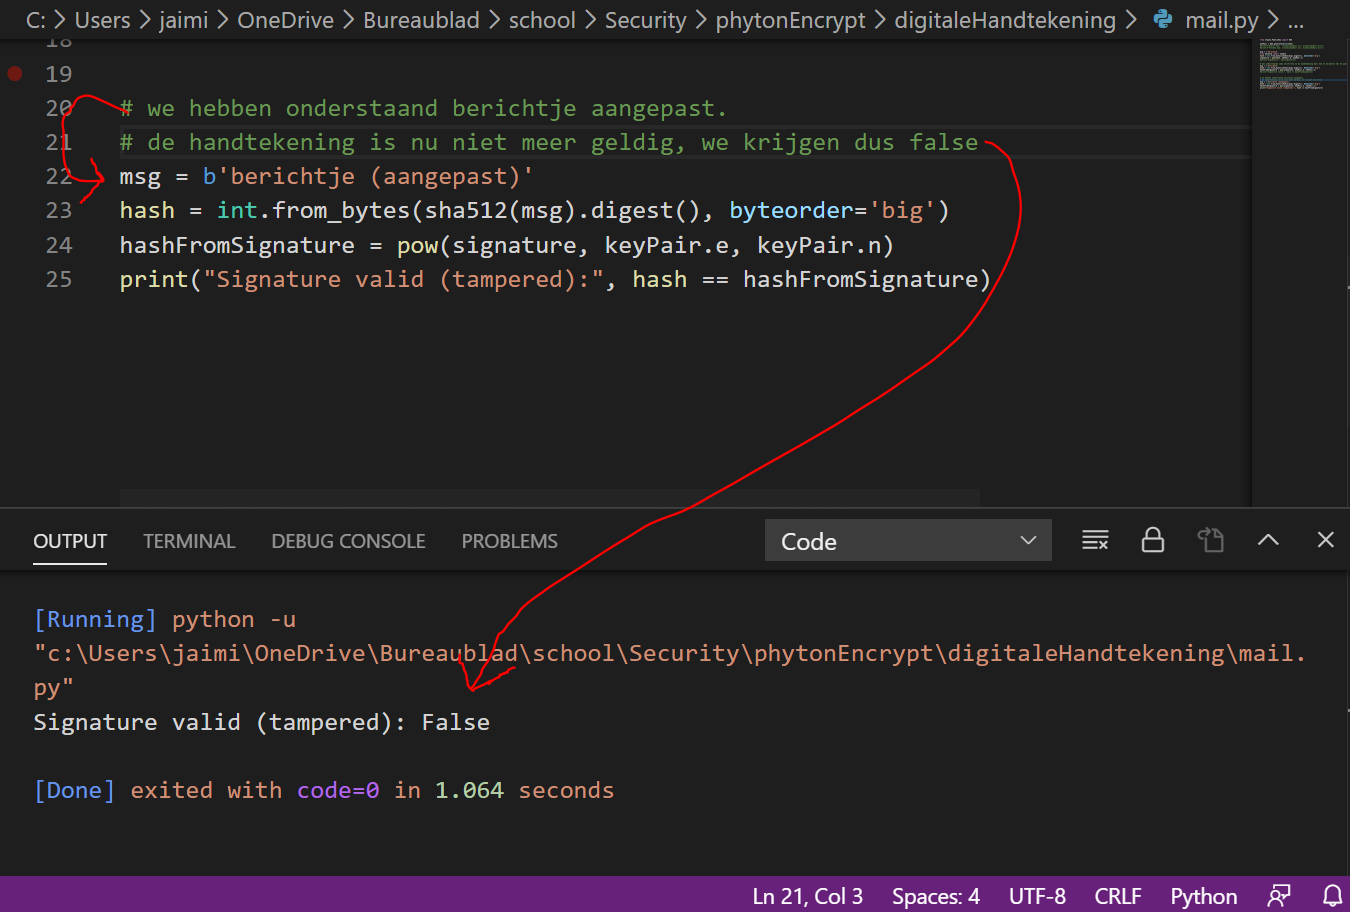 C: > Users > jaimi > OneDrive > Bureaublad > school > Security > phytonEncrypt > digitaleHandtekening > mail.py > ...
18
19
20 # we hebben onderstaand berichtje aangepast.
21 # de handtekening is nu niet meer geldig, we krijgen dus false
22 msg = b'berichtje (aangepast)'
23 hash = int.from_bytes(sha512(msg).digest(), byteorder='big')
24 hashFromSignature = pow(signature, keyPair.e, keyPair.n)
25 print("Signature valid (tampered):", hash == hashFromSignature)
OUTPUT TERMINAL DEBUG CONSOLE PROBLEMS Code
[Running] python -u
"c:\Users\jaimi\OneDrive\Bureaublad\school\Security\phytonEncrypt\digitaleHandtekening\mail.
py"
Signature valid (tampered): False
[Done] exited with code=0 in 1.064 seconds
Ln 21, Col 3 Spaces: 4 UTF-8 CRLF Python